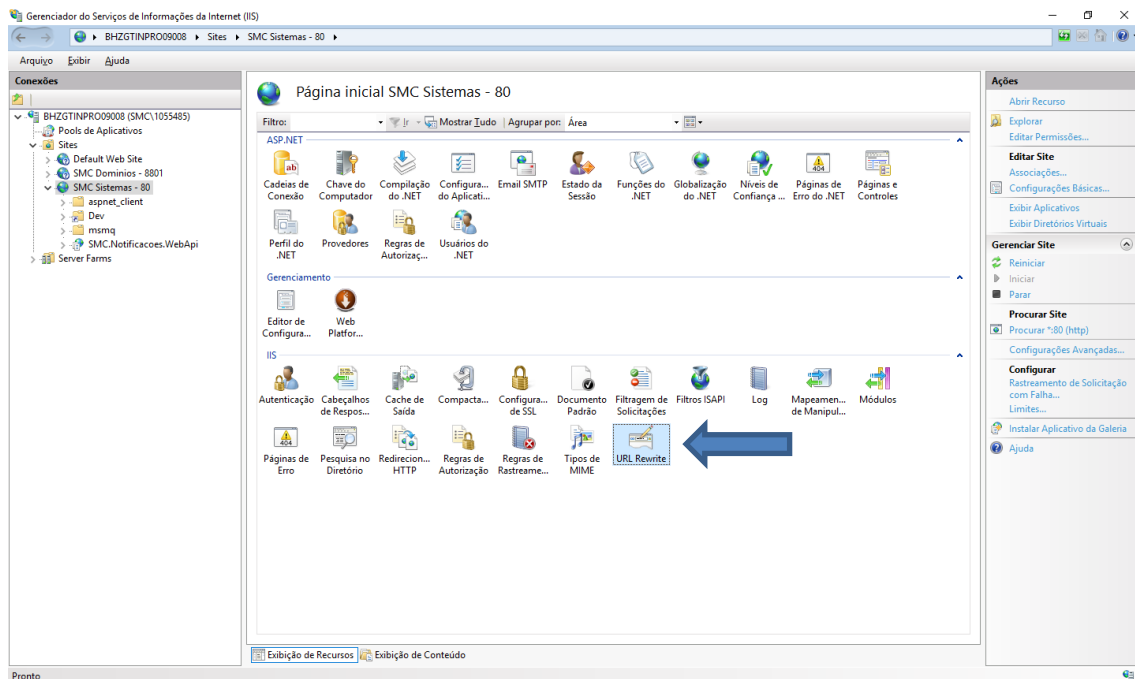 Gerenciador do Serviços de Informações da Internet (IIS)
BHZGTINPRO09008 Sites SMC Sistemas - 80
Arquivo Exibir Ajuda
Conexões
BHZGTINPRO09008 (SMC\1055485)
Pools de Aplicativos
Sites
Default Web Site
SMC Dominios - 8801
SMC Sistemas - 80
aspnet_client
Dev
msmq
SMC.Notificacoes.WebApi
Server Farms
Página inicial SMC Sistemas - 80
Filtro: Ir Mostrar Tudo Agrupar por: Área
ASP.NET
Cadeias de Chave do Compilação Configura... Email SMTP Estado da Funções do Globalização Níveis de Páginas de Páginas e
Conexão Computador do .NET do Aplicati... Sessão .NET do .NET Confiança ... Erro do .NET Controles
Perfil do Provedores Regras de Usuários do
.NET Autorizaç... .NET
Gerenciamento
Editor de Web
Configura... Platfor...
IIS
Autenticação Cabeçalhos Cache de Compacta... Configura... Documento Filtragem de Filtros ISAPI Log Mapeamen... Módulos
de Respos... Saída de SSL Padrão Solicitações de Manipul...
Páginas de Pesquisa no Redirecion... Regras de Regras de Tipos de URL Rewrite
Erro Diretório HTTP Autorização Rastreame... MIME
Exibição de Recursos Exibição de Conteúdo
Ações
Abrir Recurso
Explorar
Editar Permissões...
Editar Site
Associações...
Configurações Básicas...
Exibir Aplicativos
Exibir Diretórios Virtuais
Gerenciar Site
Reiniciar
Iniciar
Parar
Procurar Site
Procurar *:80 (http)
Configurações Avançadas...
Configurar
Rastreamento de Solicitação
com Falha...
Limites...
Instalar Aplicativo da Galeria
Ajuda
Pronto